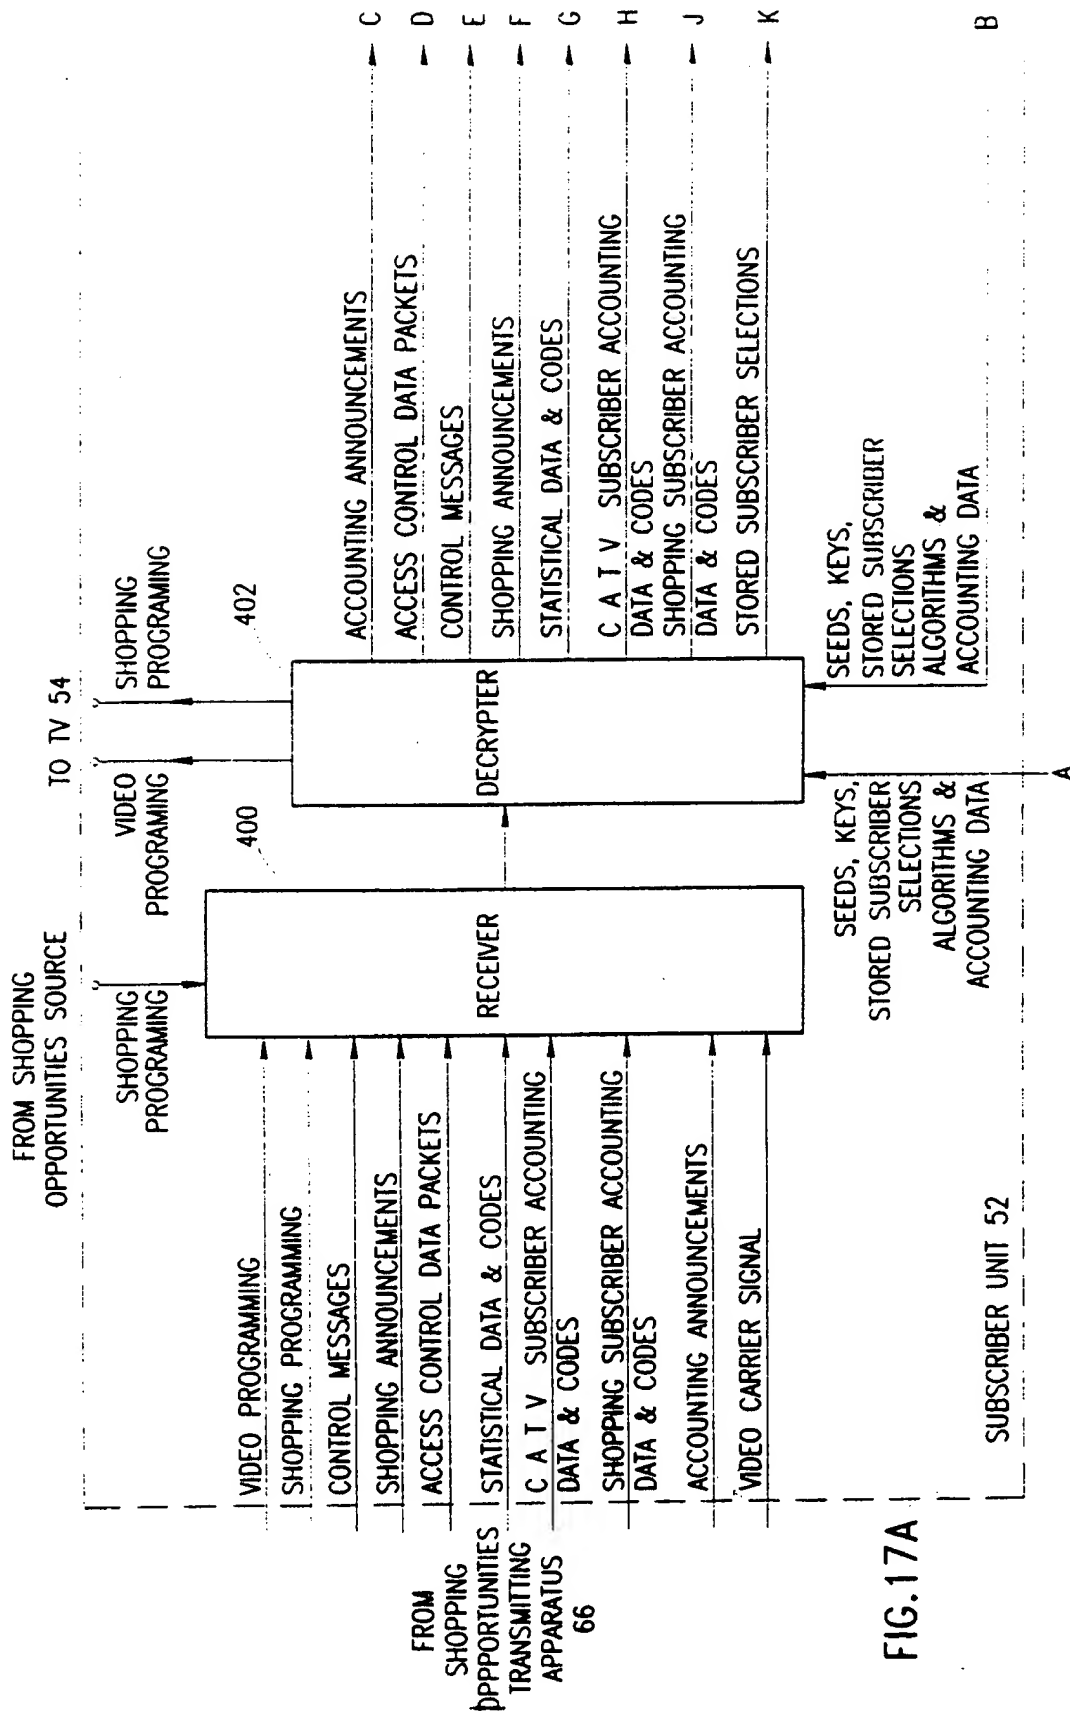 FROM SHOPPING
OPPORTUNITIES SOURCE
TO TV 54
SHOPPING
PROGRAMING
VIDEO
PROGRAMING
SHOPPING
PROGRAMING
400
402
VIDEO PROGRAMMING
SHOPPING PROGRAMMING
CONTROL MESSAGES
SHOPPING ANNOUNCEMENTS
ACCESS CONTROL DATA PACKETS
STATISTICAL DATA & CODES
C A T V SUBSCRIBER ACCOUNTING
DATA & CODES
SHOPPING SUBSCRIBER ACCOUNTING
DATA & CODES
ACCOUNTING ANNOUNCEMENTS
VIDEO CARRIER SIGNAL
FROM
SHOPPING
OPPPORTUNITIES
TRANSMITTING
APPARATUS
66
RECEIVER
DECRYPTER
ACCOUNTING ANNOUNCEMENTS
C
ACCESS CONTROL DATA PACKETS
D
CONTROL MESSAGES
E
SHOPPING ANNOUNCEMENTS
F
STATISTICAL DATA & CODES
G
C A T V SUBSCRIBER ACCOUNTING
DATA & CODES
H
SHOPPING SUBSCRIBER ACCOUNTING
DATA & CODES
J
STORED SUBSCRIBER SELECTIONS
K
SEEDS, KEYS,
STORED SUBSCRIBER
SELECTIONS
ALGORITHMS &
ACCOUNTING DATA
A
SEEDS, KEYS,
STORED SUBSCRIBER
SELECTIONS
ALGORITHMS &
ACCOUNTING DATA
B
SUBSCRIBER UNIT 52
FIG.17A